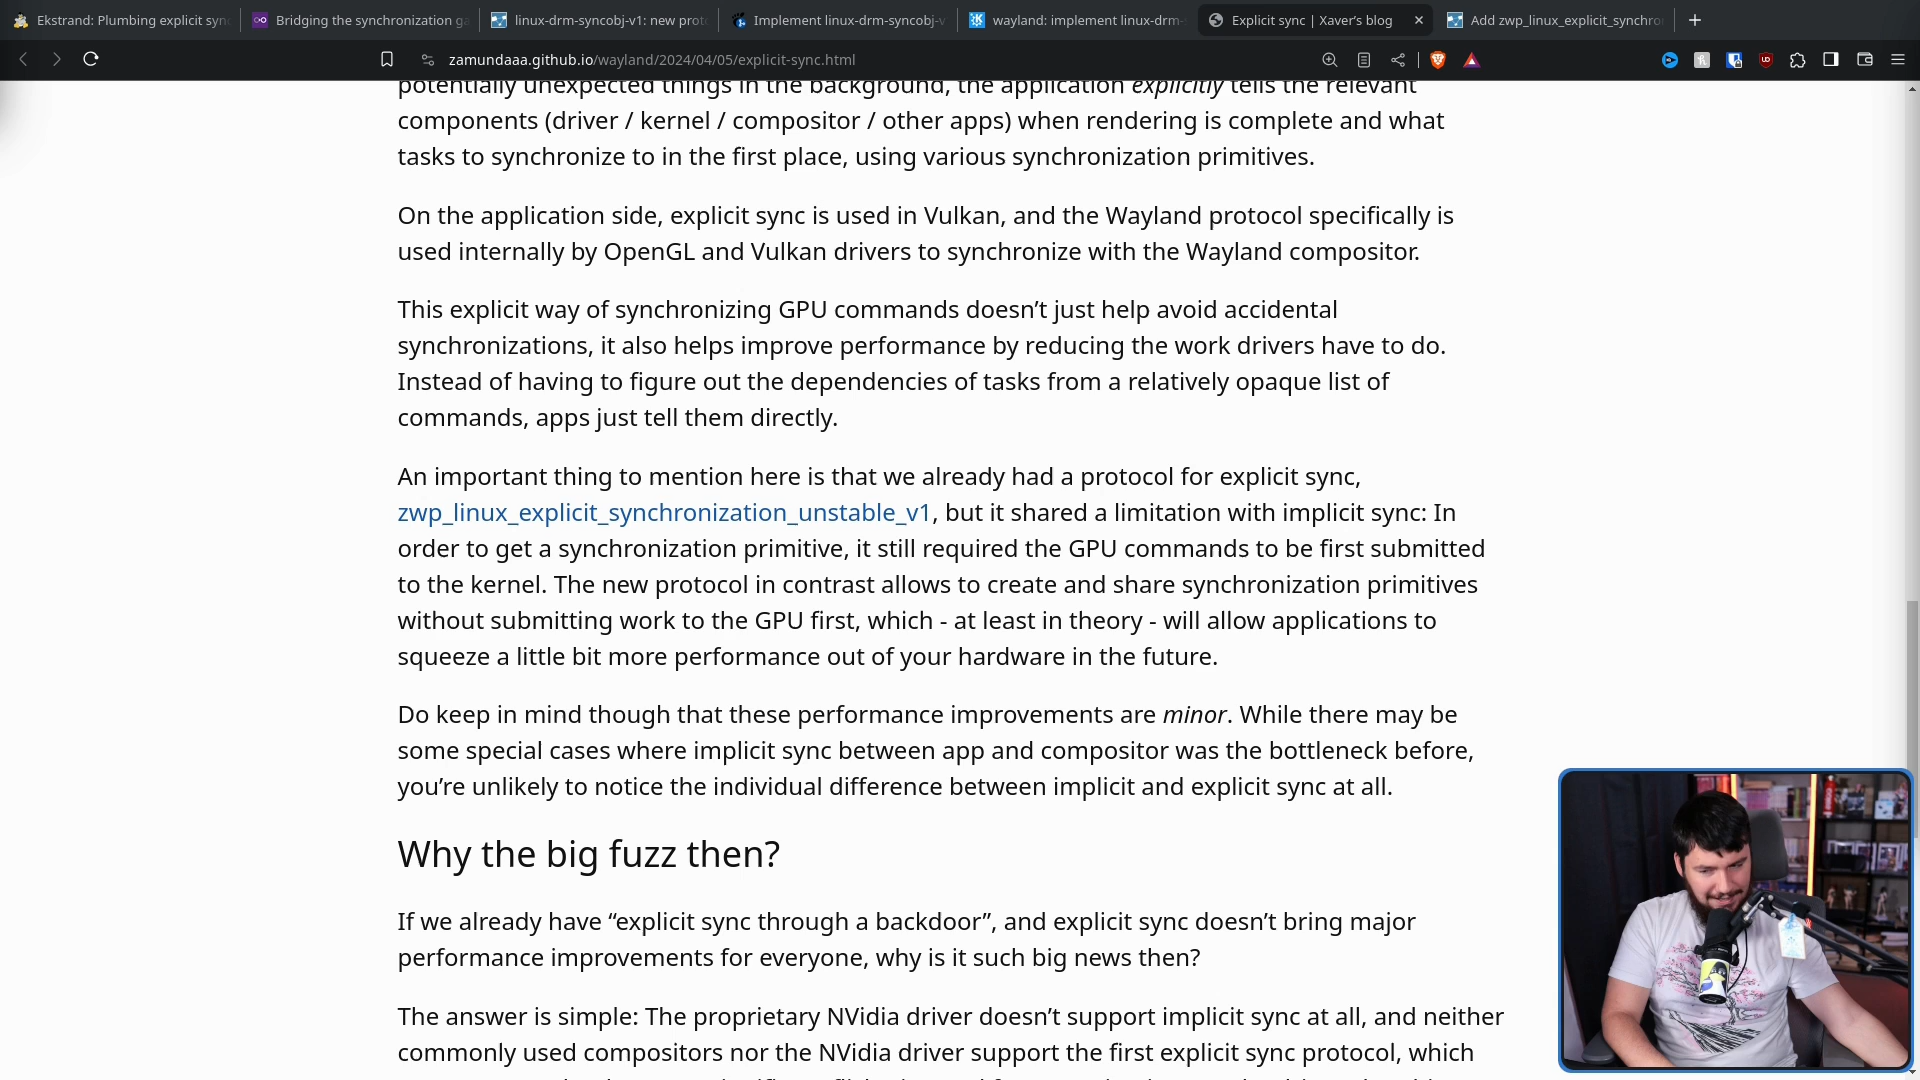 Ekstrand: Plumbing explicit sync
Bridging the synchronization ga
linux-drm-syncobj-v1: new proto
Implement linux-drm-syncobj-v
wayland: implement linux-drm-
Explicit sync | Xaver's blog
Add zwp_linux_explicit_synchro
zamundaaa.github.io/wayland/2024/04/05/explicit-sync.html
potentially unexpected things in the background, the application explicitly tells the relevant
components (driver / kernel / compositor / other apps) when rendering is complete and what
tasks to synchronize to in the first place, using various synchronization primitives.
On the application side, explicit sync is used in Vulkan, and the Wayland protocol specifically is
used internally by OpenGL and Vulkan drivers to synchronize with the Wayland compositor.
This explicit way of synchronizing GPU commands doesn’t just help avoid accidental
synchronizations, it also helps improve performance by reducing the work drivers have to do.
Instead of having to figure out the dependencies of tasks from a relatively opaque list of
commands, apps just tell them directly.
An important thing to mention here is that we already had a protocol for explicit sync,
zwp_linux_explicit_synchronization_unstable_v1, but it shared a limitation with implicit sync: In
order to get a synchronization primitive, it still required the GPU commands to be first submitted
to the kernel. The new protocol in contrast allows to create and share synchronization primitives
without submitting work to the GPU first, which - at least in theory - will allow applications to
squeeze a little bit more performance out of your hardware in the future.
Do keep in mind though that these performance improvements are minor. While there may be
some special cases where implicit sync between app and compositor was the bottleneck before,
you’re unlikely to notice the individual difference between implicit and explicit sync at all.
Why the big fuzz then?
If we already have “explicit sync through a backdoor”, and explicit sync doesn’t bring major
performance improvements for everyone, why is it such big news then?
The answer is simple: The proprietary NVidia driver doesn’t support implicit sync at all, and neither
commonly used compositors nor the NVidia driver support the first explicit sync protocol, which